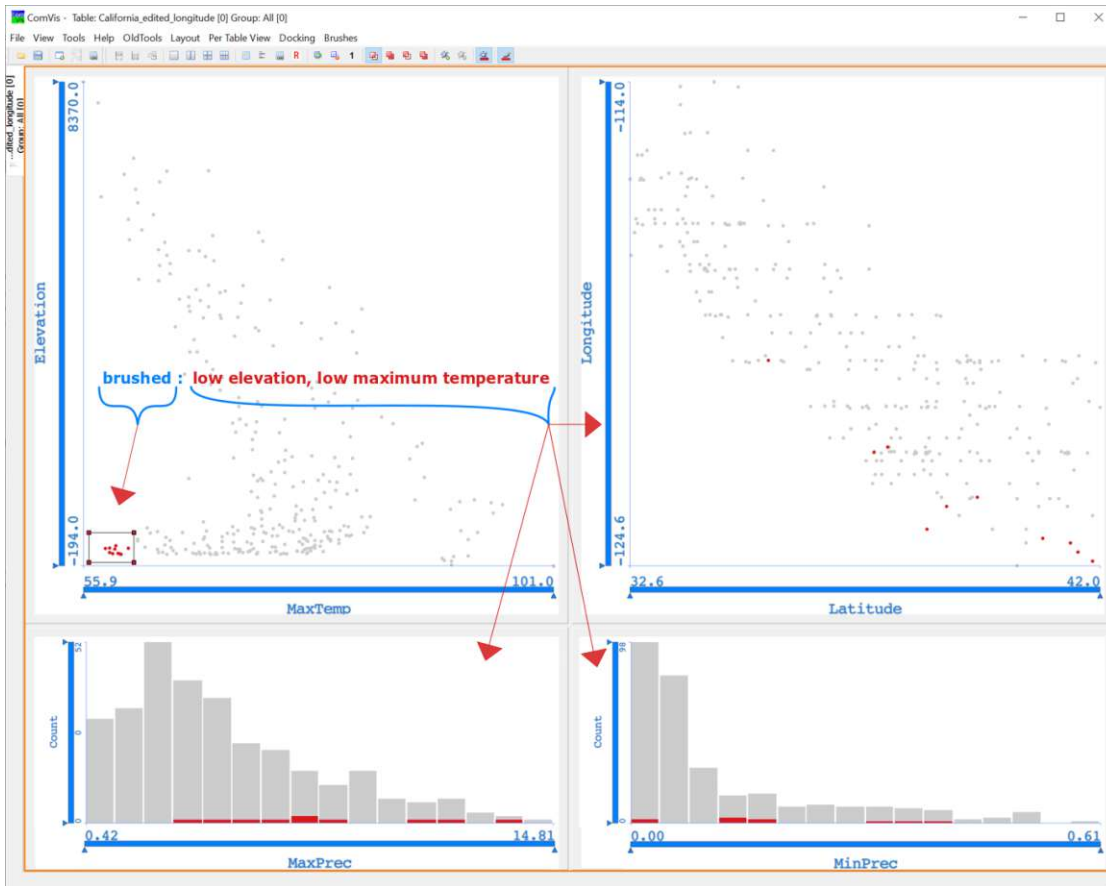 ComVis - Table: California_edited_longitude [0] Group: All [0]
File View Tools Help OldTools Layout Per Table View Docking Brushes
R 1
...dited_longitude [0]
Group: All [0]
8370.0
Elevation
-194.0
55.9 101.0
MaxTemp
brushed : low elevation, low maximum temperature
-114.0
Longitude
-124.6
32.6 42.0
Latitude
52
0
Count
0
0.42 14.81
MaxPrec
98
Count
0
0.00 0.61
MinPrec